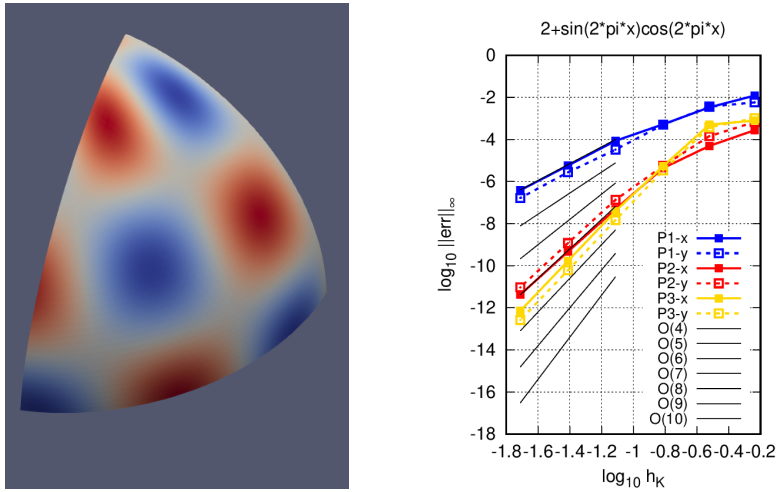 2+sin(2*pi*x)cos(2*pi*x)
0
-2
-4
-6
-8
-10
-12
-14
-16
-18
log10 ||err||∞
P1-x
P1-y
P2-x
P2-y
P3-x
P3-y
O(4)
O(5)
O(6)
O(7)
O(8)
O(9)
O(10)
-1.8 -1.6 -1.4 -1.2 -1 -0.8 -0.6 -0.4 -0.2
log10 hK